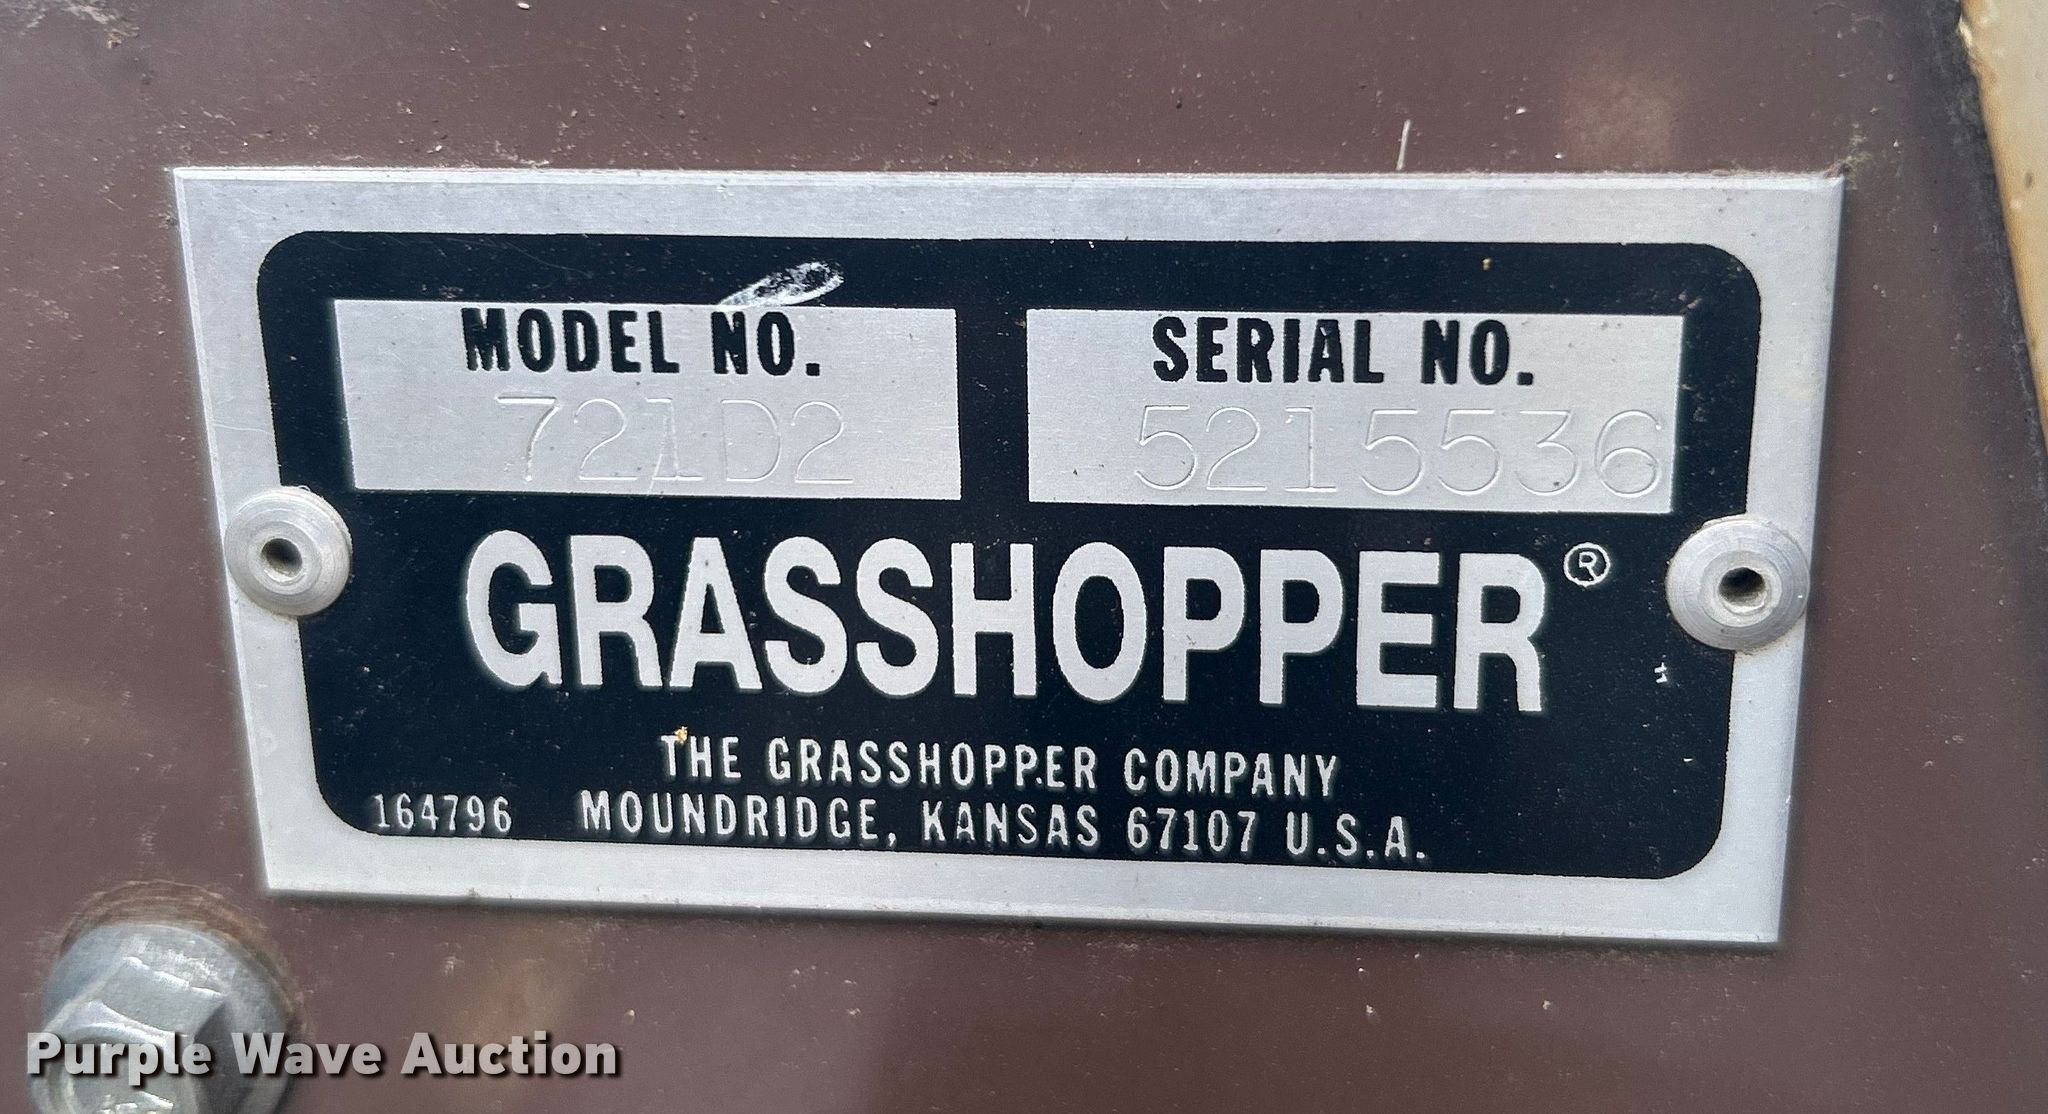 MODEL NO.
721D2
SERIAL NO.
5215536
GRASSHOPPER®
THE GRASSHOPPER COMPANY
164796 MOUNDRIDGE, KANSAS 67107 U.S.A.
Purple Wave Auction